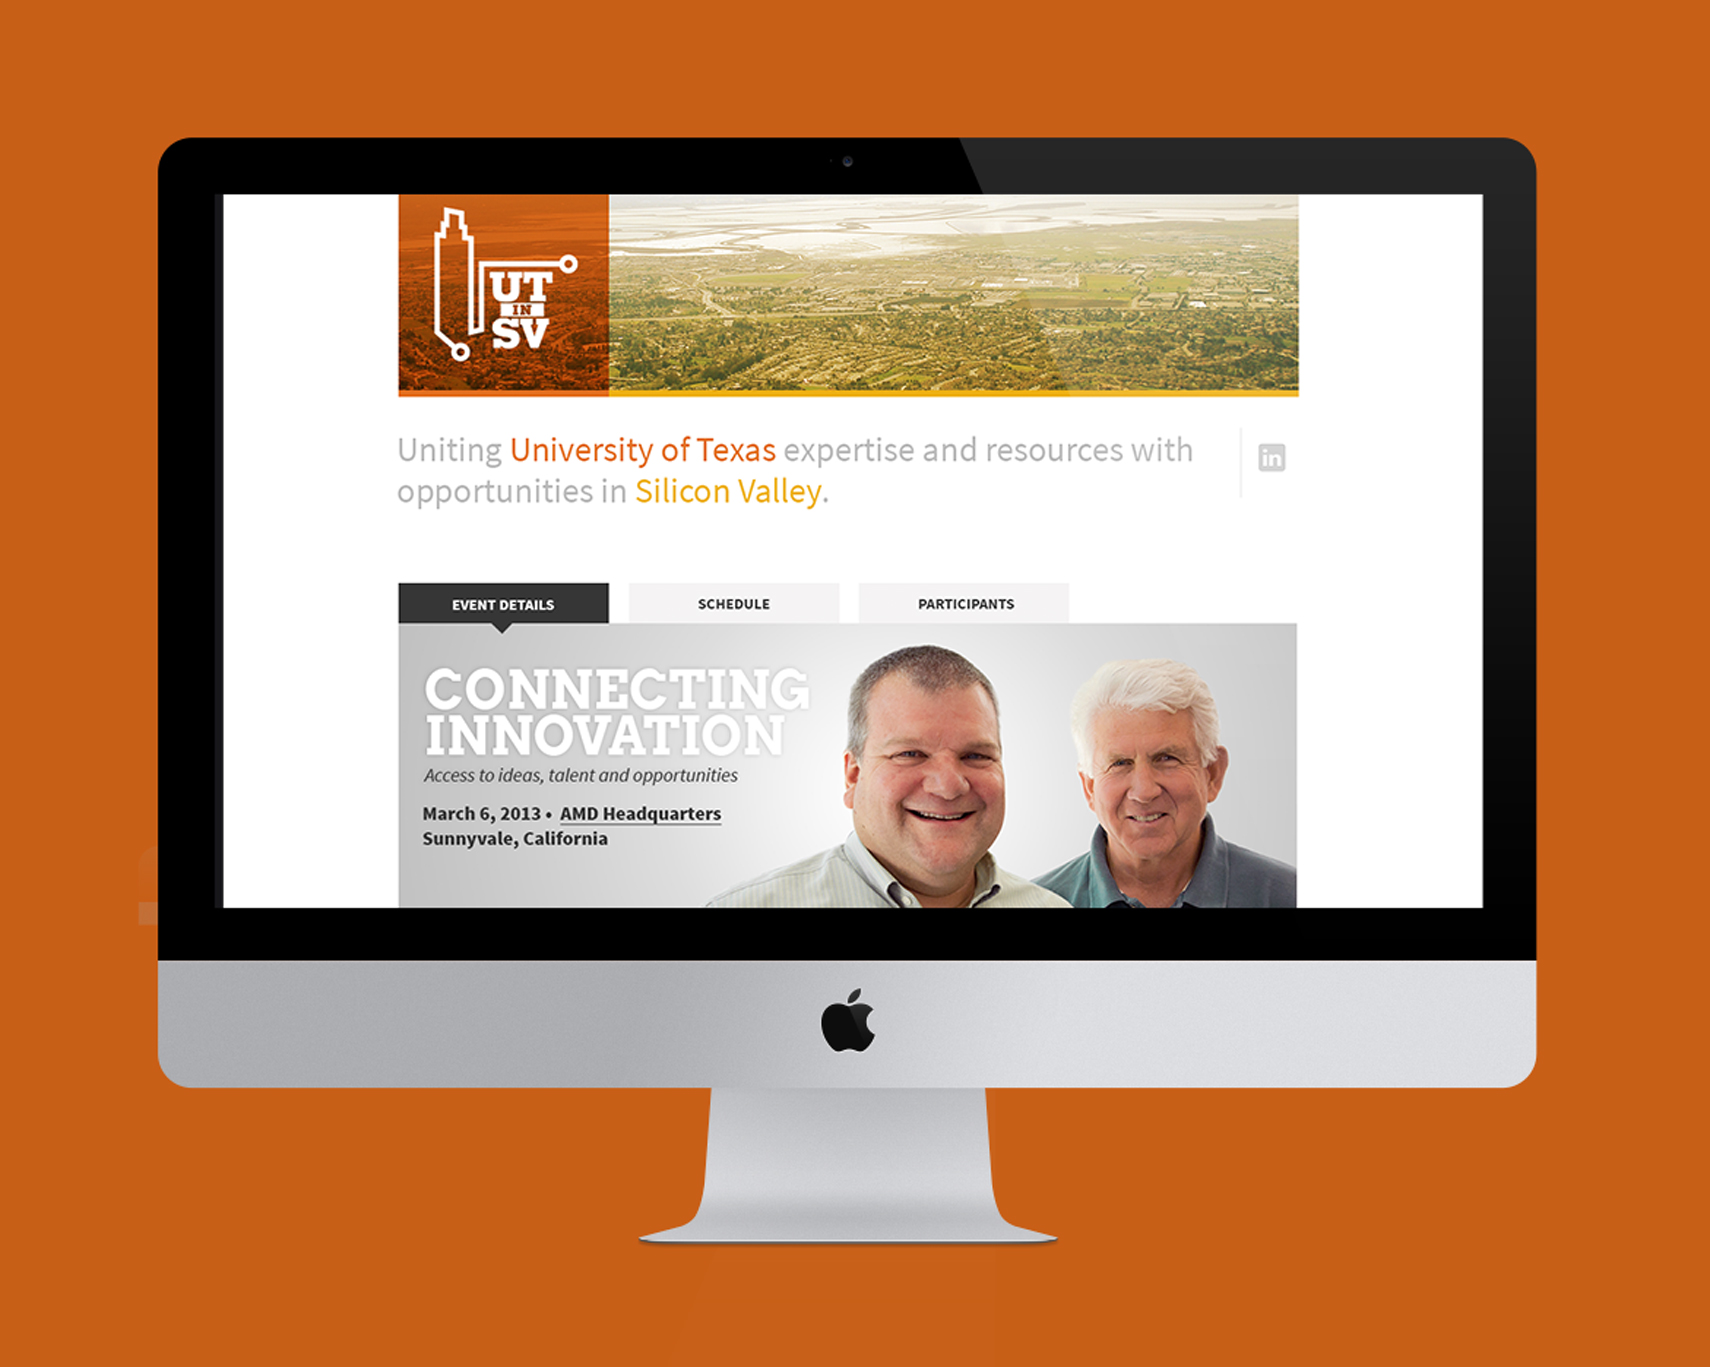 UT
IN
SV
Uniting University of Texas expertise and resources with
opportunities in Silicon Valley.
in
EVENT DETAILS
SCHEDULE
PARTICIPANTS
CONNECTING
INNOVATION
Access to ideas, talent and opportunities
March 6, 2013 • AMD Headquarters
Sunnyvale, California